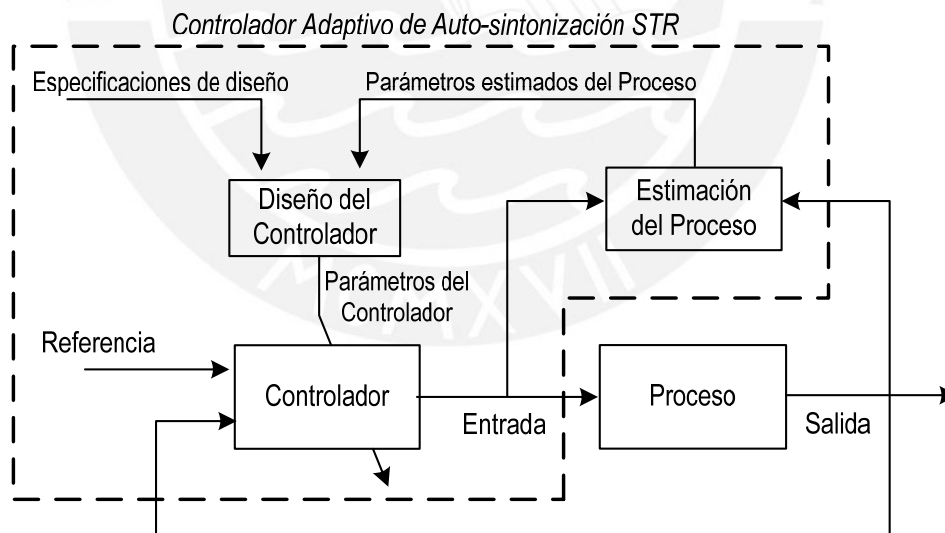 Controlador Adaptivo de Auto-sintonización STR
Especificaciones de diseño
Parámetros estimados del Proceso
Diseño del
Controlador
Estimación
del Proceso
Parámetros del
Controlador
Referencia
Controlador
Entrada
Proceso
Salida
MCMXVII